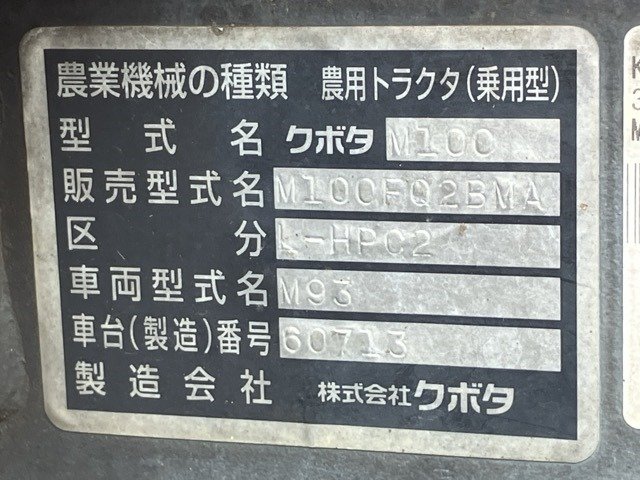 農業機械の種類 農用トラクタ(乗用型)
型式名 クボタ M100
販売型式名 M100FQ2BMA
区分 L-HPC2
車両型式名 M93
車台(製造)番号 60713
製造会社 株式会社クボタ
K
3
M